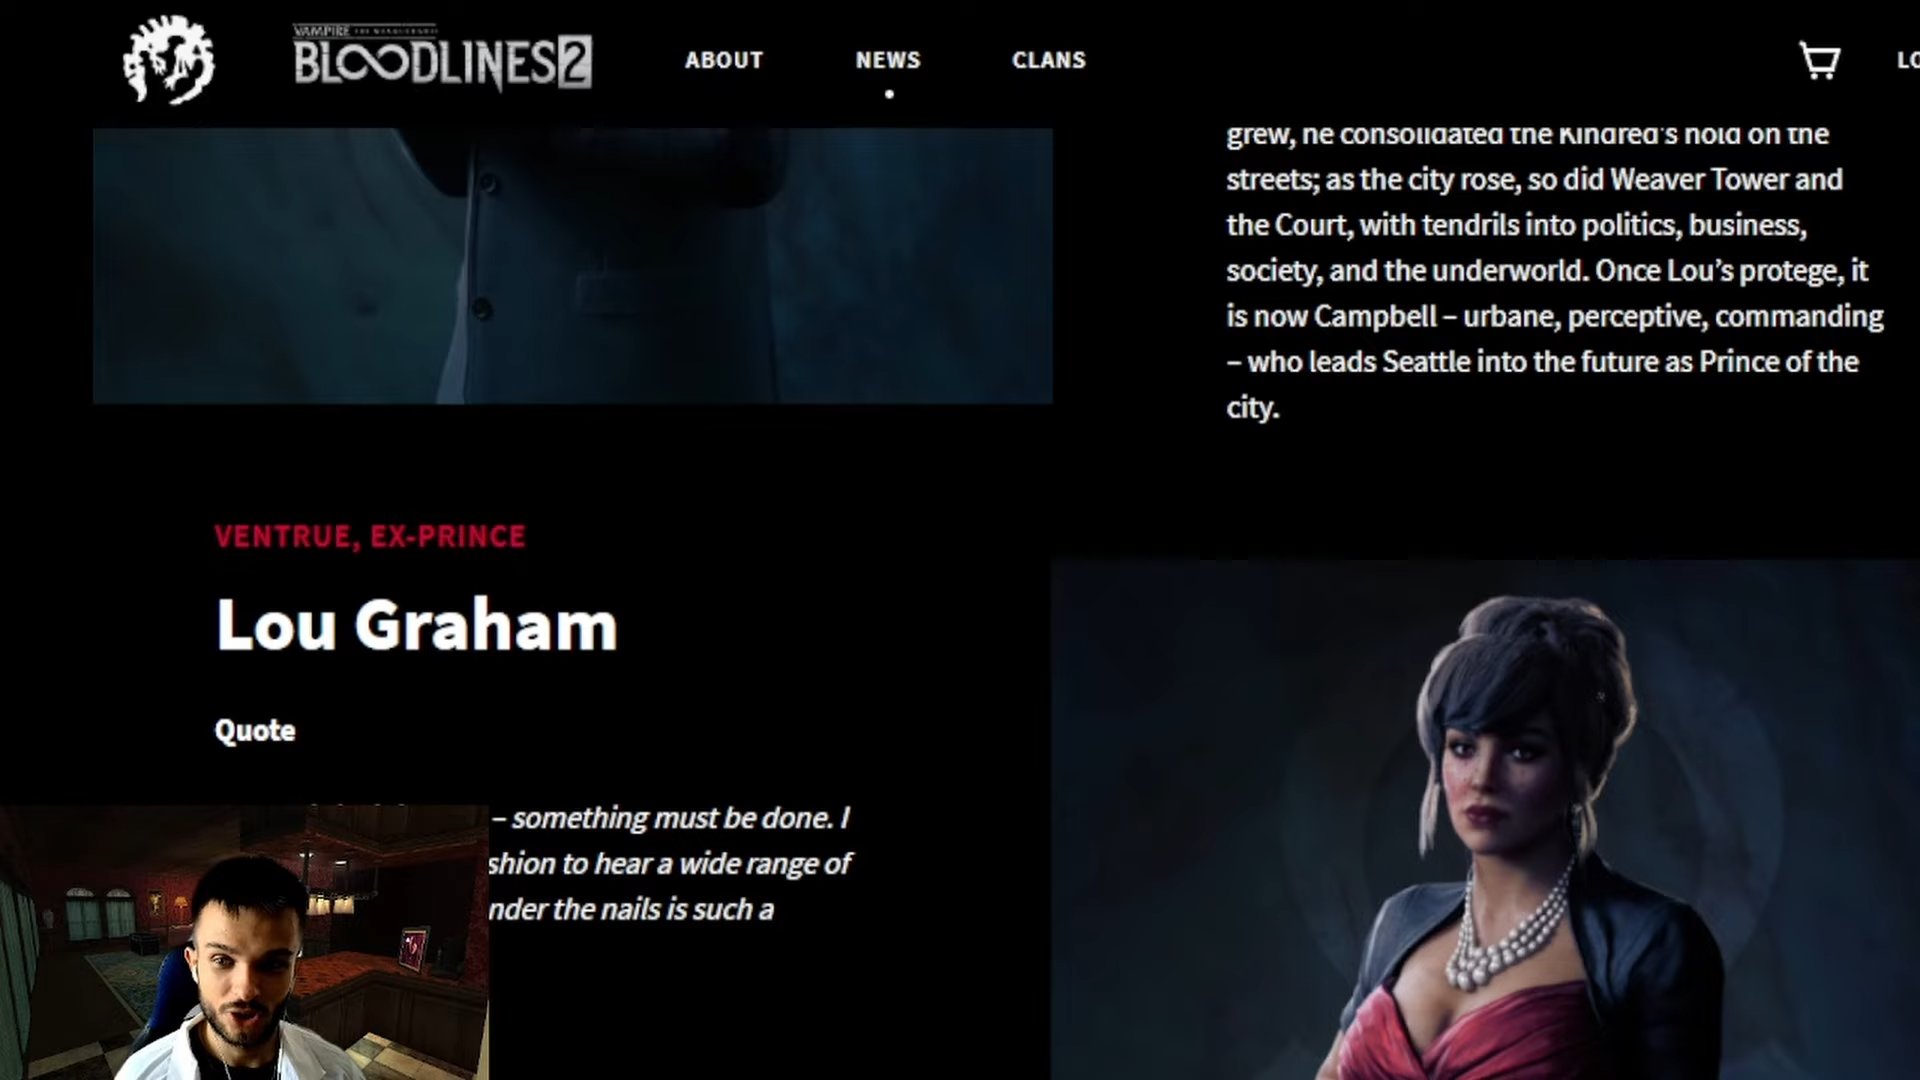 VAMPIRE THE MASQUERADE
BLOODLINES 2
ABOUT
NEWS
CLANS
LO
grew, he consolidated the Kindred's hold on the
streets; as the city rose, so did Weaver Tower and
the Court, with tendrils into politics, business,
society, and the underworld. Once Lou’s protege, it
is now Campbell – urbane, perceptive, commanding
– who leads Seattle into the future as Prince of the
city.
VENTRUE, EX-PRINCE
Lou Graham
Quote
– something must be done. I
shion to hear a wide range of
nder the nails is such a